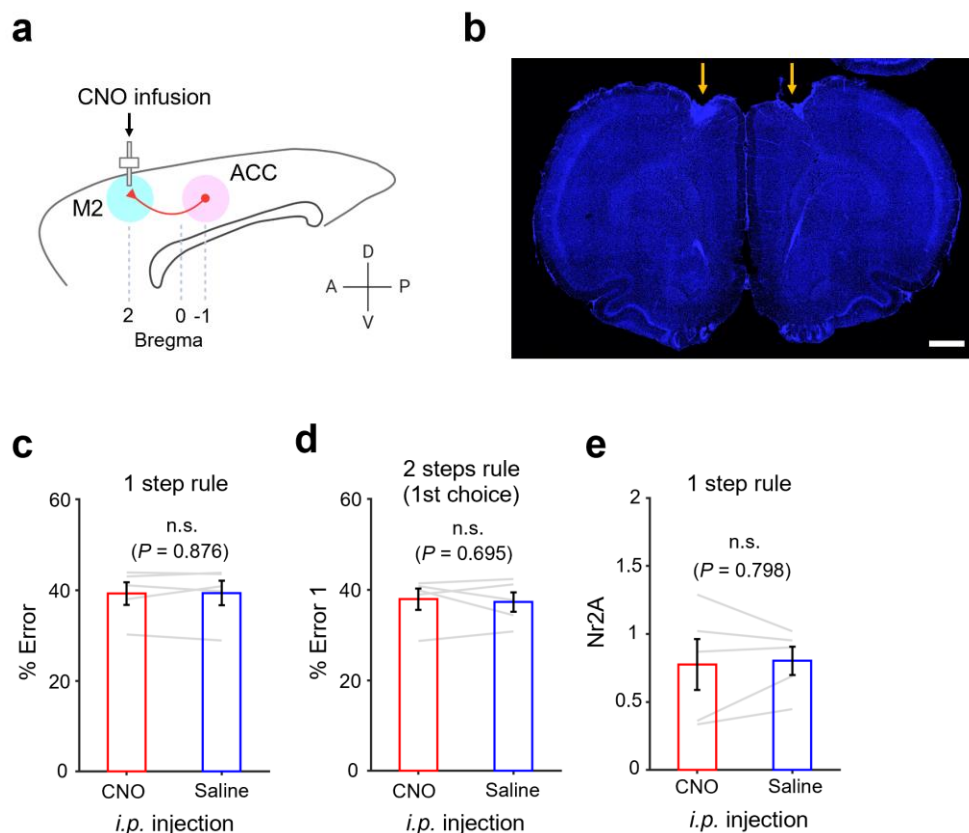 a
CNO infusion
ACC
M2
D
A
P
V
2
0
-1
Bregma
b
c
1 step rule
n.s.
(P = 0.876)
% Error
60
40
20
0
CNO
Saline
i.p. injection
d
2 steps rule
(1st choice)
n.s.
(P = 0.695)
% Error 1
60
40
20
0
CNO
Saline
i.p. injection
e
1 step rule
n.s.
(P = 0.798)
Nr2A
2
1.5
1
0.5
0
CNO
Saline
i.p. injection